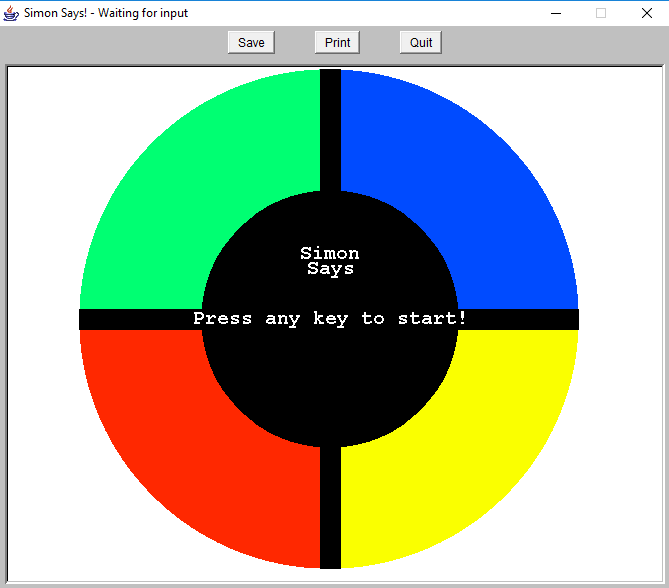 Simon Says! - Waiting for input
Save Print Quit
Simon
Says
Press any key to start!